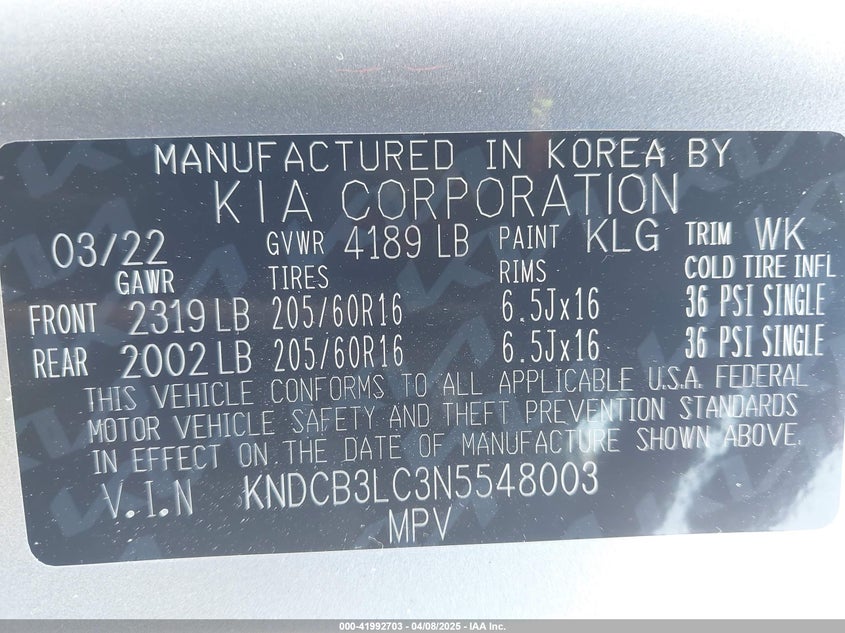 MANUFACTURED IN KOREA BY
KIA CORPORATION
03/22 GVWR 4189 LB PAINT KLG TRIM WK
GAWR TIRES RIMS COLD TIRE INFL
FRONT 2319 LB 205/60R16 6.5Jx16 36 PSI SINGLE
REAR 2002 LB 205/60R16 6.5Jx16 36 PSI SINGLE
THIS VEHICLE CONFORMS TO ALL APPLICABLE U.S.A. FEDERAL
MOTOR VEHICLE SAFETY AND THEFT PREVENTION STANDARDS
IN EFFECT ON THE DATE OF MANUFACTURE SHOWN ABOVE.
V.I.N KNDCB3LC3N5548003
MPV
000-41992703 - 04/08/2025 - IAA Inc.